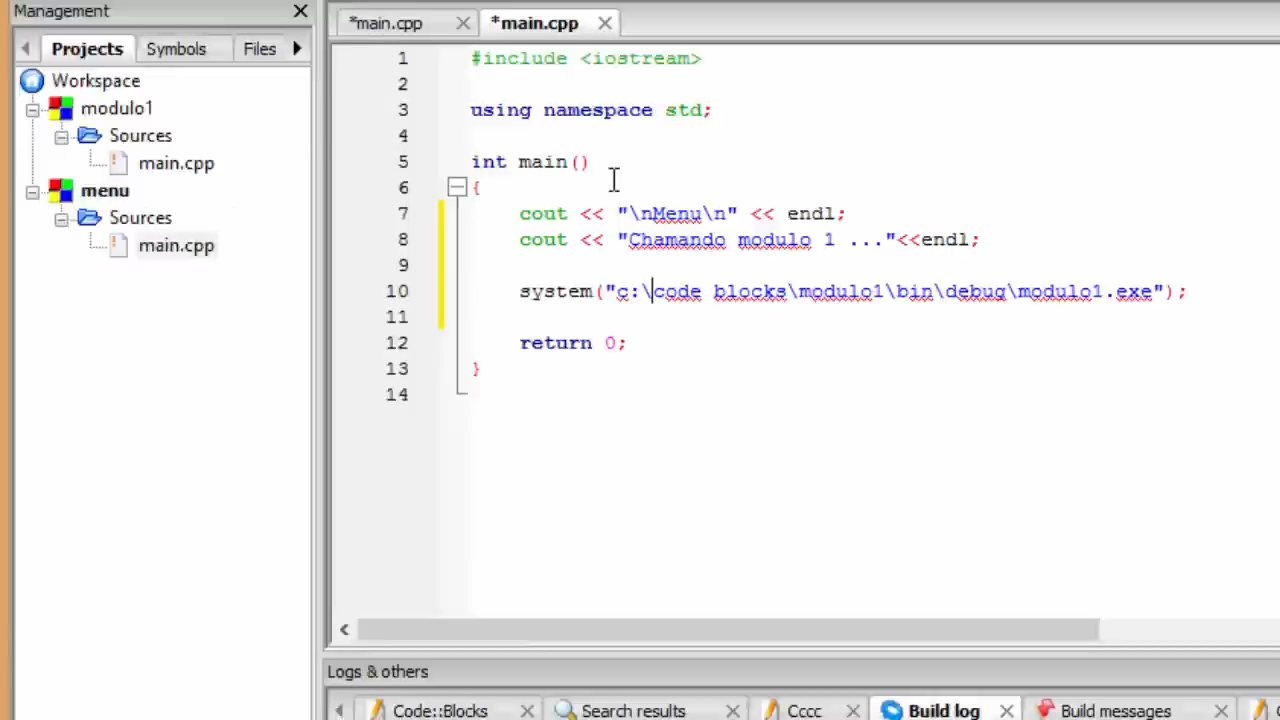 Management
Projects Symbols Files
Workspace
modulo1
Sources
main.cpp
menu
Sources
main.cpp
*main.cpp *main.cpp
1 #include <iostream>
2
3 using namespace std;
4
5 int main()
6 {
7 cout << "\nMenu\n" << endl;
8 cout << "Chamando modulo 1 ..."<<endl;
9
10 system("c:\code blocks\modulo1\bin\debug\modulo1.exe");
11
12 return 0;
13 }
14
Logs & others
Code::Blocks Search results Cccc Build log Build messages